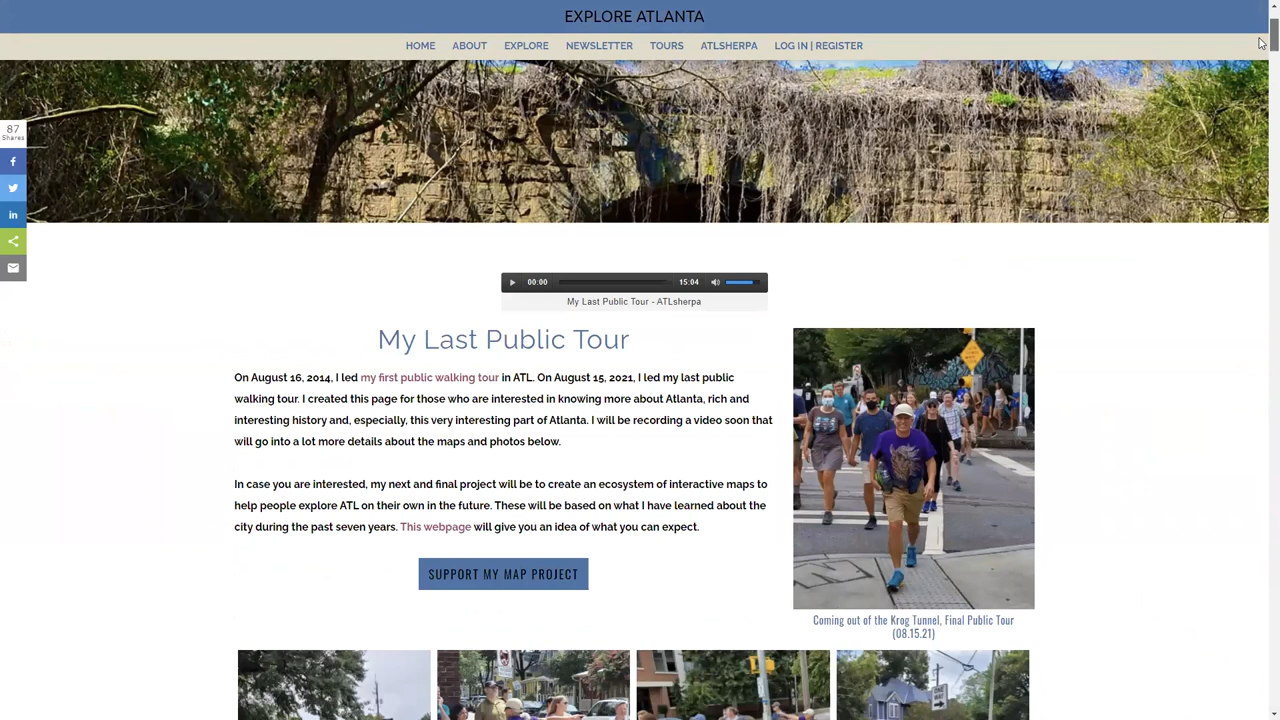 EXPLORE ATLANTA
HOME ABOUT EXPLORE NEWSLETTER TOURS ATLSHERPA LOG IN | REGISTER
87
Shares
00:00 15:04
My Last Public Tour - ATLsherpa
My Last Public Tour
On August 16, 2014, I led my first public walking tour in ATL. On August 15, 2021, I led my last public
walking tour. I created this page for those who are interested in knowing more about Atlanta, rich and
interesting history and, especially, this very interesting part of Atlanta. I will be recording a video soon that
will go into a lot more details about the maps and photos below.
In case you are interested, my next and final project will be to create an ecosystem of interactive maps to
help people explore ATL on their own in the future. These will be based on what I have learned about the
city during the past seven years. This webpage will give you an idea of what you can expect.
SUPPORT MY MAP PROJECT
Coming out of the Krog Tunnel, Final Public Tour
(08.15.21)